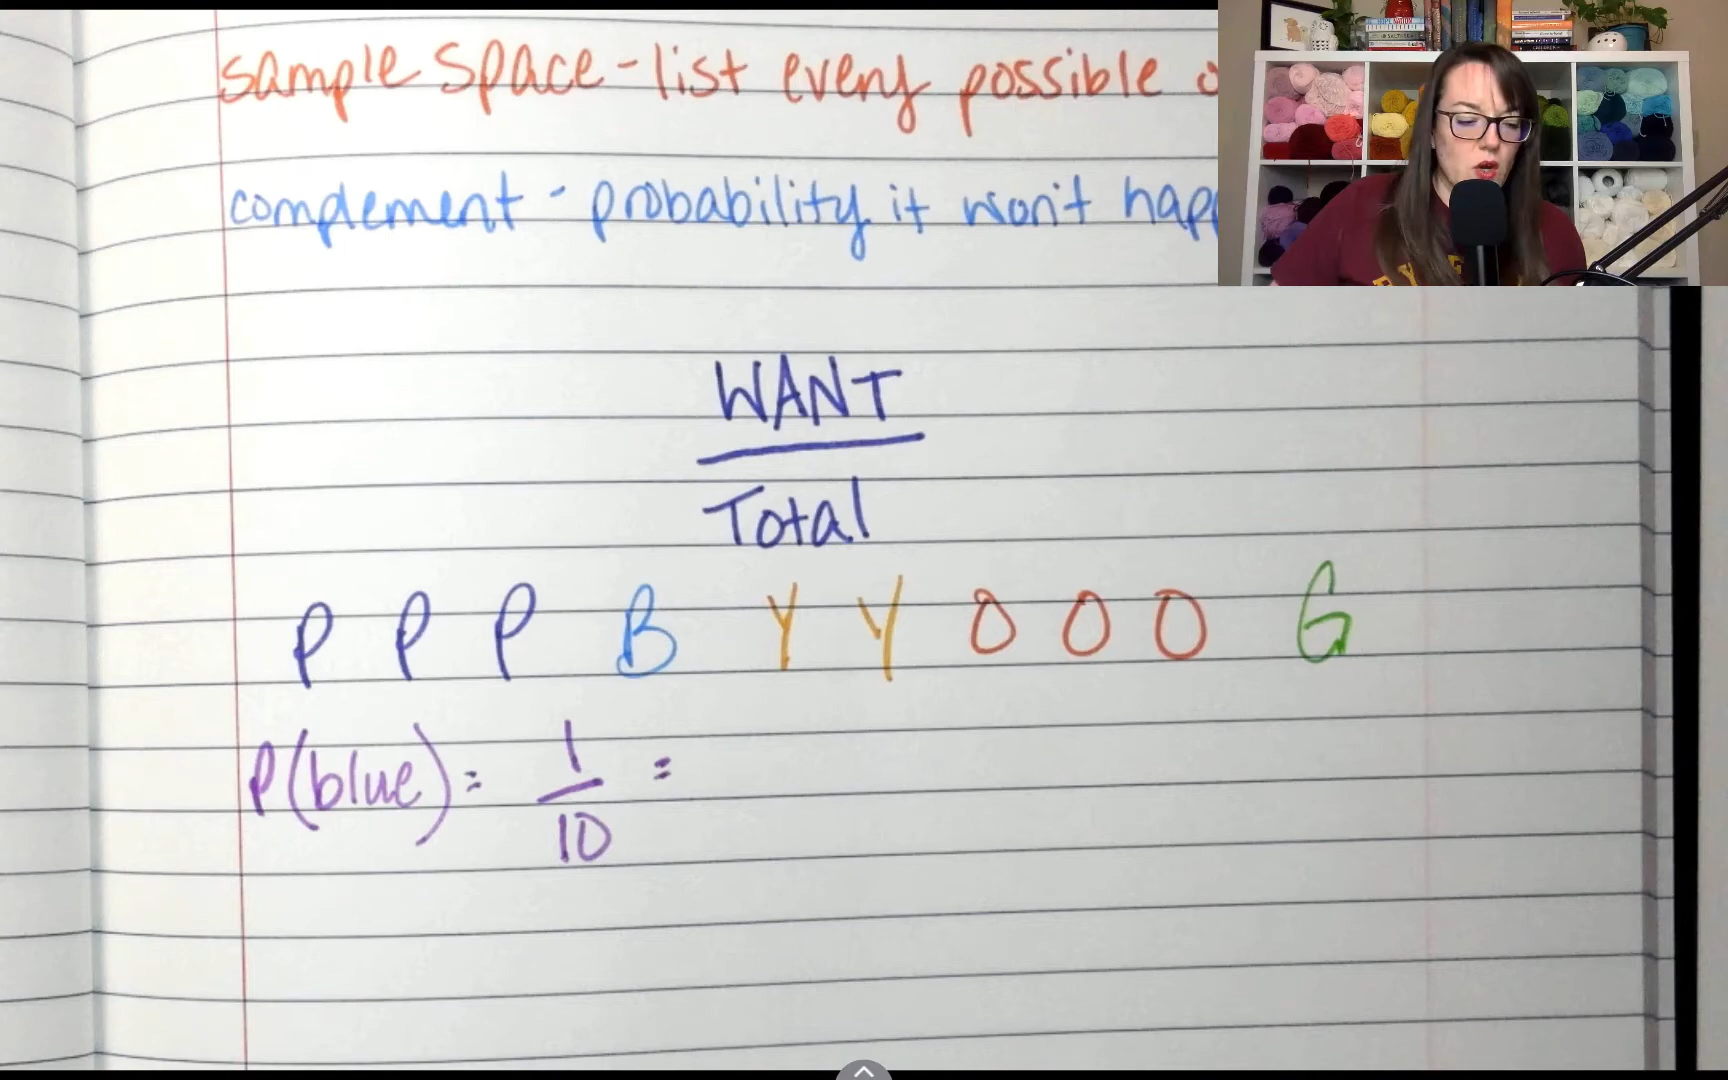 sample space - list every possible
complement - probability it won't
WANT
Total
P P P B Y Y O O O G
P(blue) = 1/10 =